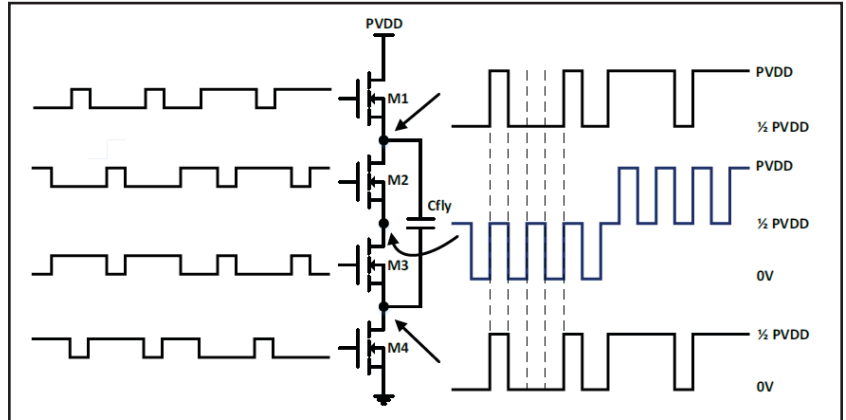 PVDD
M1
M2
Cfly
M3
M4
PVDD
½ PVDD
PVDD
½ PVDD
0V
½ PVDD
0V